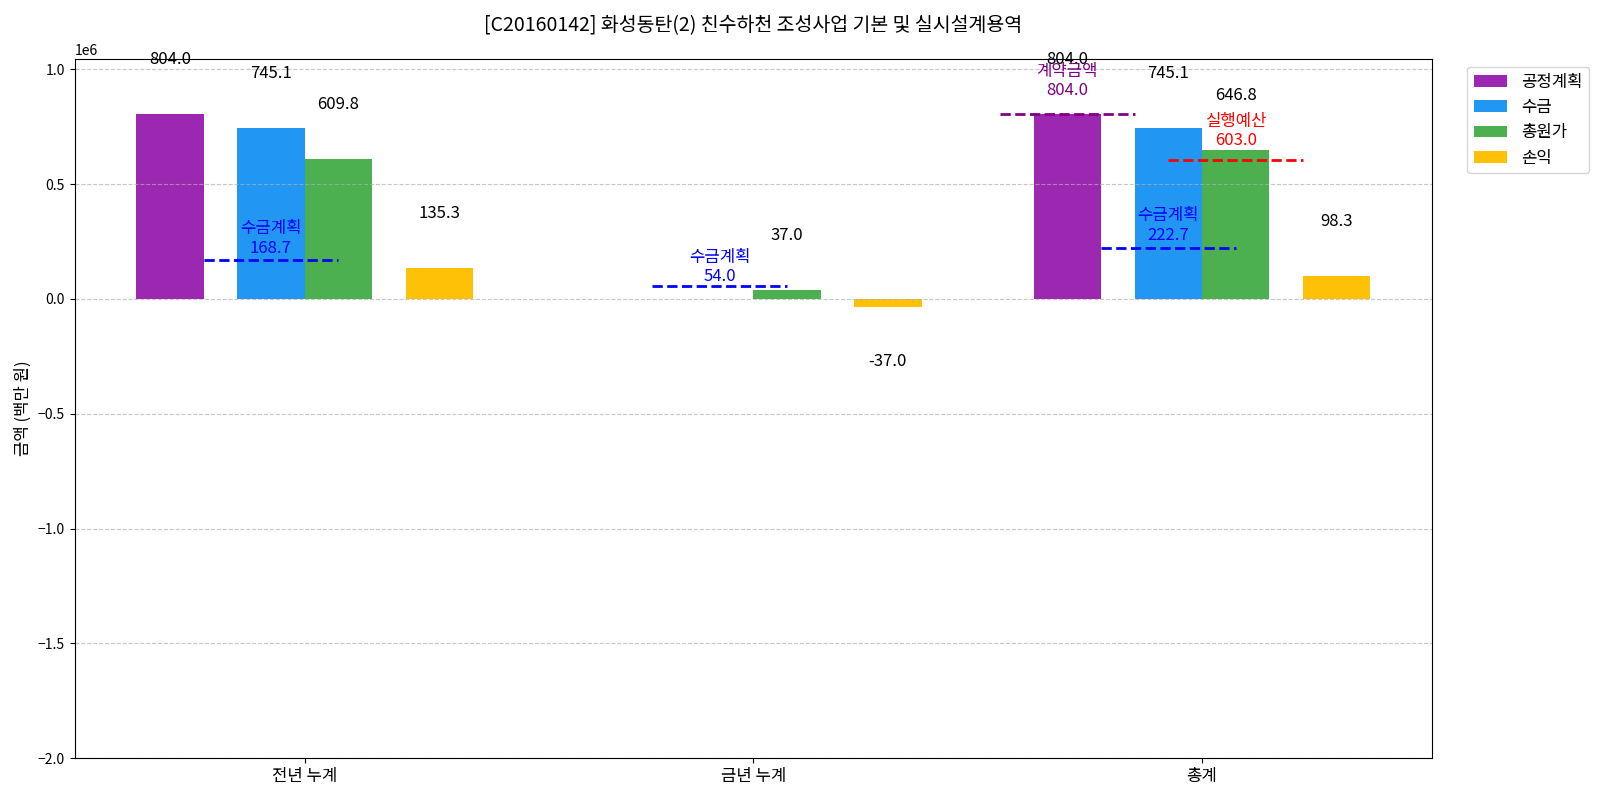 [C20160142] 화성동탄(2) 친수하천 조성사업 기본 및 실시설계용역
1e6
금액 (백만 원)
1.0
0.5
0.0
−0.5
−1.0
−1.5
−2.0
804.0
745.1
609.8
135.3
수금계획
168.7
37.0
수금계획
54.0
-37.0
804.0
계약금액
804.0
745.1
646.8
실행예산
603.0
수금계획
222.7
98.3
전년 누계
금년 누계
총계
공정계획
수금
총원가
손익